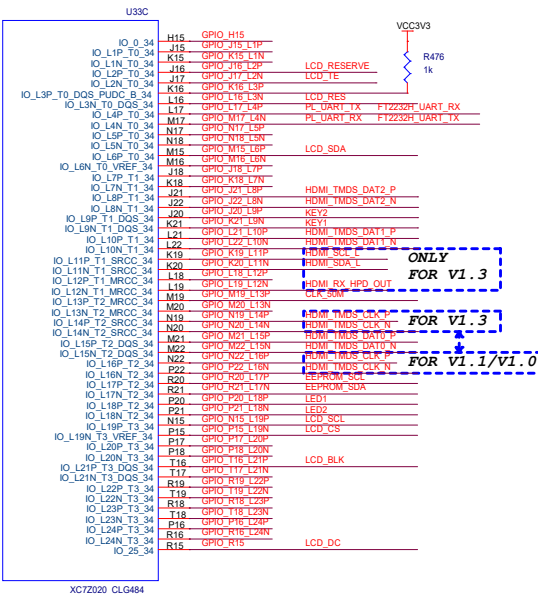 U33C
VCC3V3
R476
1k
IO_0_34 H15 GPIO_H15
IO_L1P_T0_34 J15 GPIO_J15_L1P
IO_L1N_T0_34 K15 GPIO_K15_L1N
IO_L2P_T0_34 J16 GPIO_J16_L2P LCD_RESERVE
IO_L2N_T0_34 J17 GPIO_J17_L2N LCD_TE
IO_L3P_T0_DQS_PUDC_B_34 K16 GPIO_K16_L3P
IO_L3N_T0_DQS_34 L16 GPIO_L16_L3N LCD_RES
IO_L4P_T0_34 L17 GPIO_L17_L4P PL_UART_TX FT2232H_UART_RX
IO_L4N_T0_34 M17 GPIO_M17_L4N PL_UART_RX FT2232H_UART_TX
IO_L5P_T0_34 N17 GPIO_N17_L5P
IO_L5N_T0_34 N18 GPIO_N18_L5N
IO_L6P_T0_34 M15 GPIO_M15_L6P LCD_SDA
IO_L6N_T0_VREF_34 M16 GPIO_M16_L6N
IO_L7P_T1_34 J18 GPIO_J18_L7P
IO_L7N_T1_34 K18 GPIO_K18_L7N
IO_L8P_T1_34 J21 GPIO_J21_L8P HDMI_TMDS_DAT2_P
IO_L8N_T1_34 J22 GPIO_J22_L8N HDMI_TMDS_DAT2_N
IO_L9P_T1_DQS_34 J20 GPIO_J20_L9P KEY2
IO_L9N_T1_DQS_34 K21 GPIO_K21_L9N KEY1
IO_L10P_T1_34 L21 GPIO_L21_L10P HDMI_TMDS_DAT1_P
IO_L10N_T1_34 L22 GPIO_L22_L10N HDMI_TMDS_DAT1_N
IO_L11P_T1_SRCC_34 K19 GPIO_K19_L11P HDMI_SCL_L ONLY
IO_L11N_T1_SRCC_34 K20 GPIO_K20_L11N HDMI_SDA_L
IO_L12P_T1_MRCC_34 L18 GPIO_L18_L12P FOR V1.3
IO_L12N_T1_MRCC_34 L19 GPIO_L19_L12N HDMI_RX_HPD_OUT
IO_L13P_T2_MRCC_34 M19 GPIO_M19_L13P CLK_50M
IO_L13N_T2_MRCC_34 M20 GPIO_M20_L13N
IO_L14P_T2_SRCC_34 N19 GPIO_N19_L14P HDMI_TMDS_CLK_P FOR V1.3
IO_L14N_T2_SRCC_34 N20 GPIO_N20_L14N HDMI_TMDS_CLK_N
IO_L15P_T2_DQS_34 M21 GPIO_M21_L15P HDMI_TMDS_DAT0_P
IO_L15N_T2_DQS_34 M22 GPIO_M22_L15N HDMI_TMDS_DAT0_N
IO_L16P_T2_34 N22 GPIO_N22_L16P HDMI_TMDS_CLK_P FOR V1.1/V1.0
IO_L16N_T2_34 P22 GPIO_P22_L16N HDMI_TMDS_CLK_N
IO_L17P_T2_34 R20 GPIO_R20_L17P EEPROM_SCL
IO_L17N_T2_34 R21 GPIO_R21_L17N EEPROM_SDA
IO_L18P_T2_34 P20 GPIO_P20_L18P LED1
IO_L18N_T2_34 P21 GPIO_P21_L18N LED2
IO_L19P_T3_34 N15 GPIO_N15_L19P LCD_SCL
IO_L19N_T3_VREF_34 P15 GPIO_P15_L19N LCD_CS
IO_L20P_T3_34 P17 GPIO_P17_L20P
IO_L20N_T3_34 P18 GPIO_P18_L20N
IO_L21P_T3_DQS_34 T16 GPIO_T16_L21P LCD_BLK
IO_L21N_T3_DQS_34 T17 GPIO_T17_L21N
IO_L22P_T3_34 R19 GPIO_R19_L22P
IO_L22N_T3_34 T19 GPIO_T19_L22N
IO_L23P_T3_34 R18 GPIO_R18_L23P
IO_L23N_T3_34 T18 GPIO_T18_23N
IO_L24P_T3_34 P16 GPIO_P16_L24P
IO_L24N_T3_34 R16 GPIO_R16_L24N
IO_25_34 R15 GPIO_R15 LCD_DC
XC7Z020_CLG484